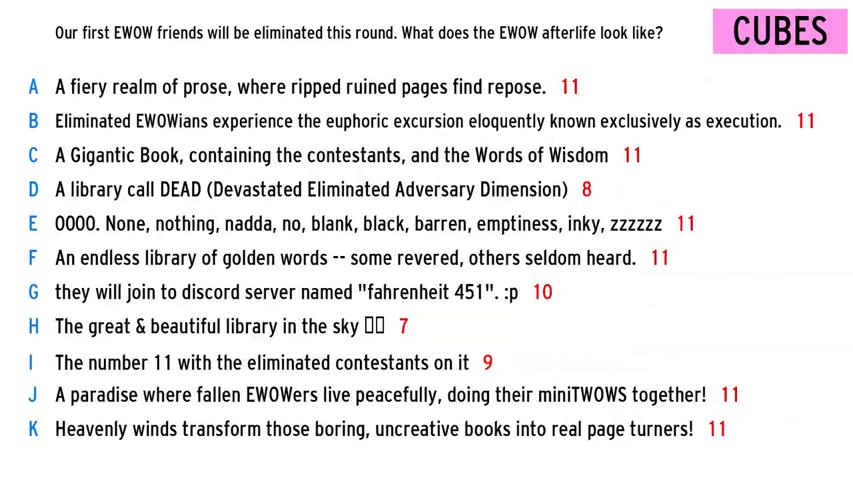 Our first EWOW friends will be eliminated this round. What does the EWOW afterlife look like?
CUBES
A A fiery realm of prose, where ripped ruined pages find repose. 11
B Eliminated EWOWians experience the euphoric excursion eloquently known exclusively as execution. 11
C A Gigantic Book, containing the contestants, and the Words of Wisdom 11
D A library call DEAD (Devastated Eliminated Adversary Dimension) 8
E 0000. None, nothing, nadda, no, blank, black, barren, emptiness, inky, zzzzzz 11
F An endless library of golden words -- some revered, others seldom heard. 11
G they will join to discord server named "fahrenheit 451". :p 10
H The great & beautiful library in the sky 7
I The number 11 with the eliminated contestants on it 9
J A paradise where fallen EWOWers live peacefully, doing their miniTWOWS together! 11
K Heavenly winds transform those boring, uncreative books into real page turners! 11